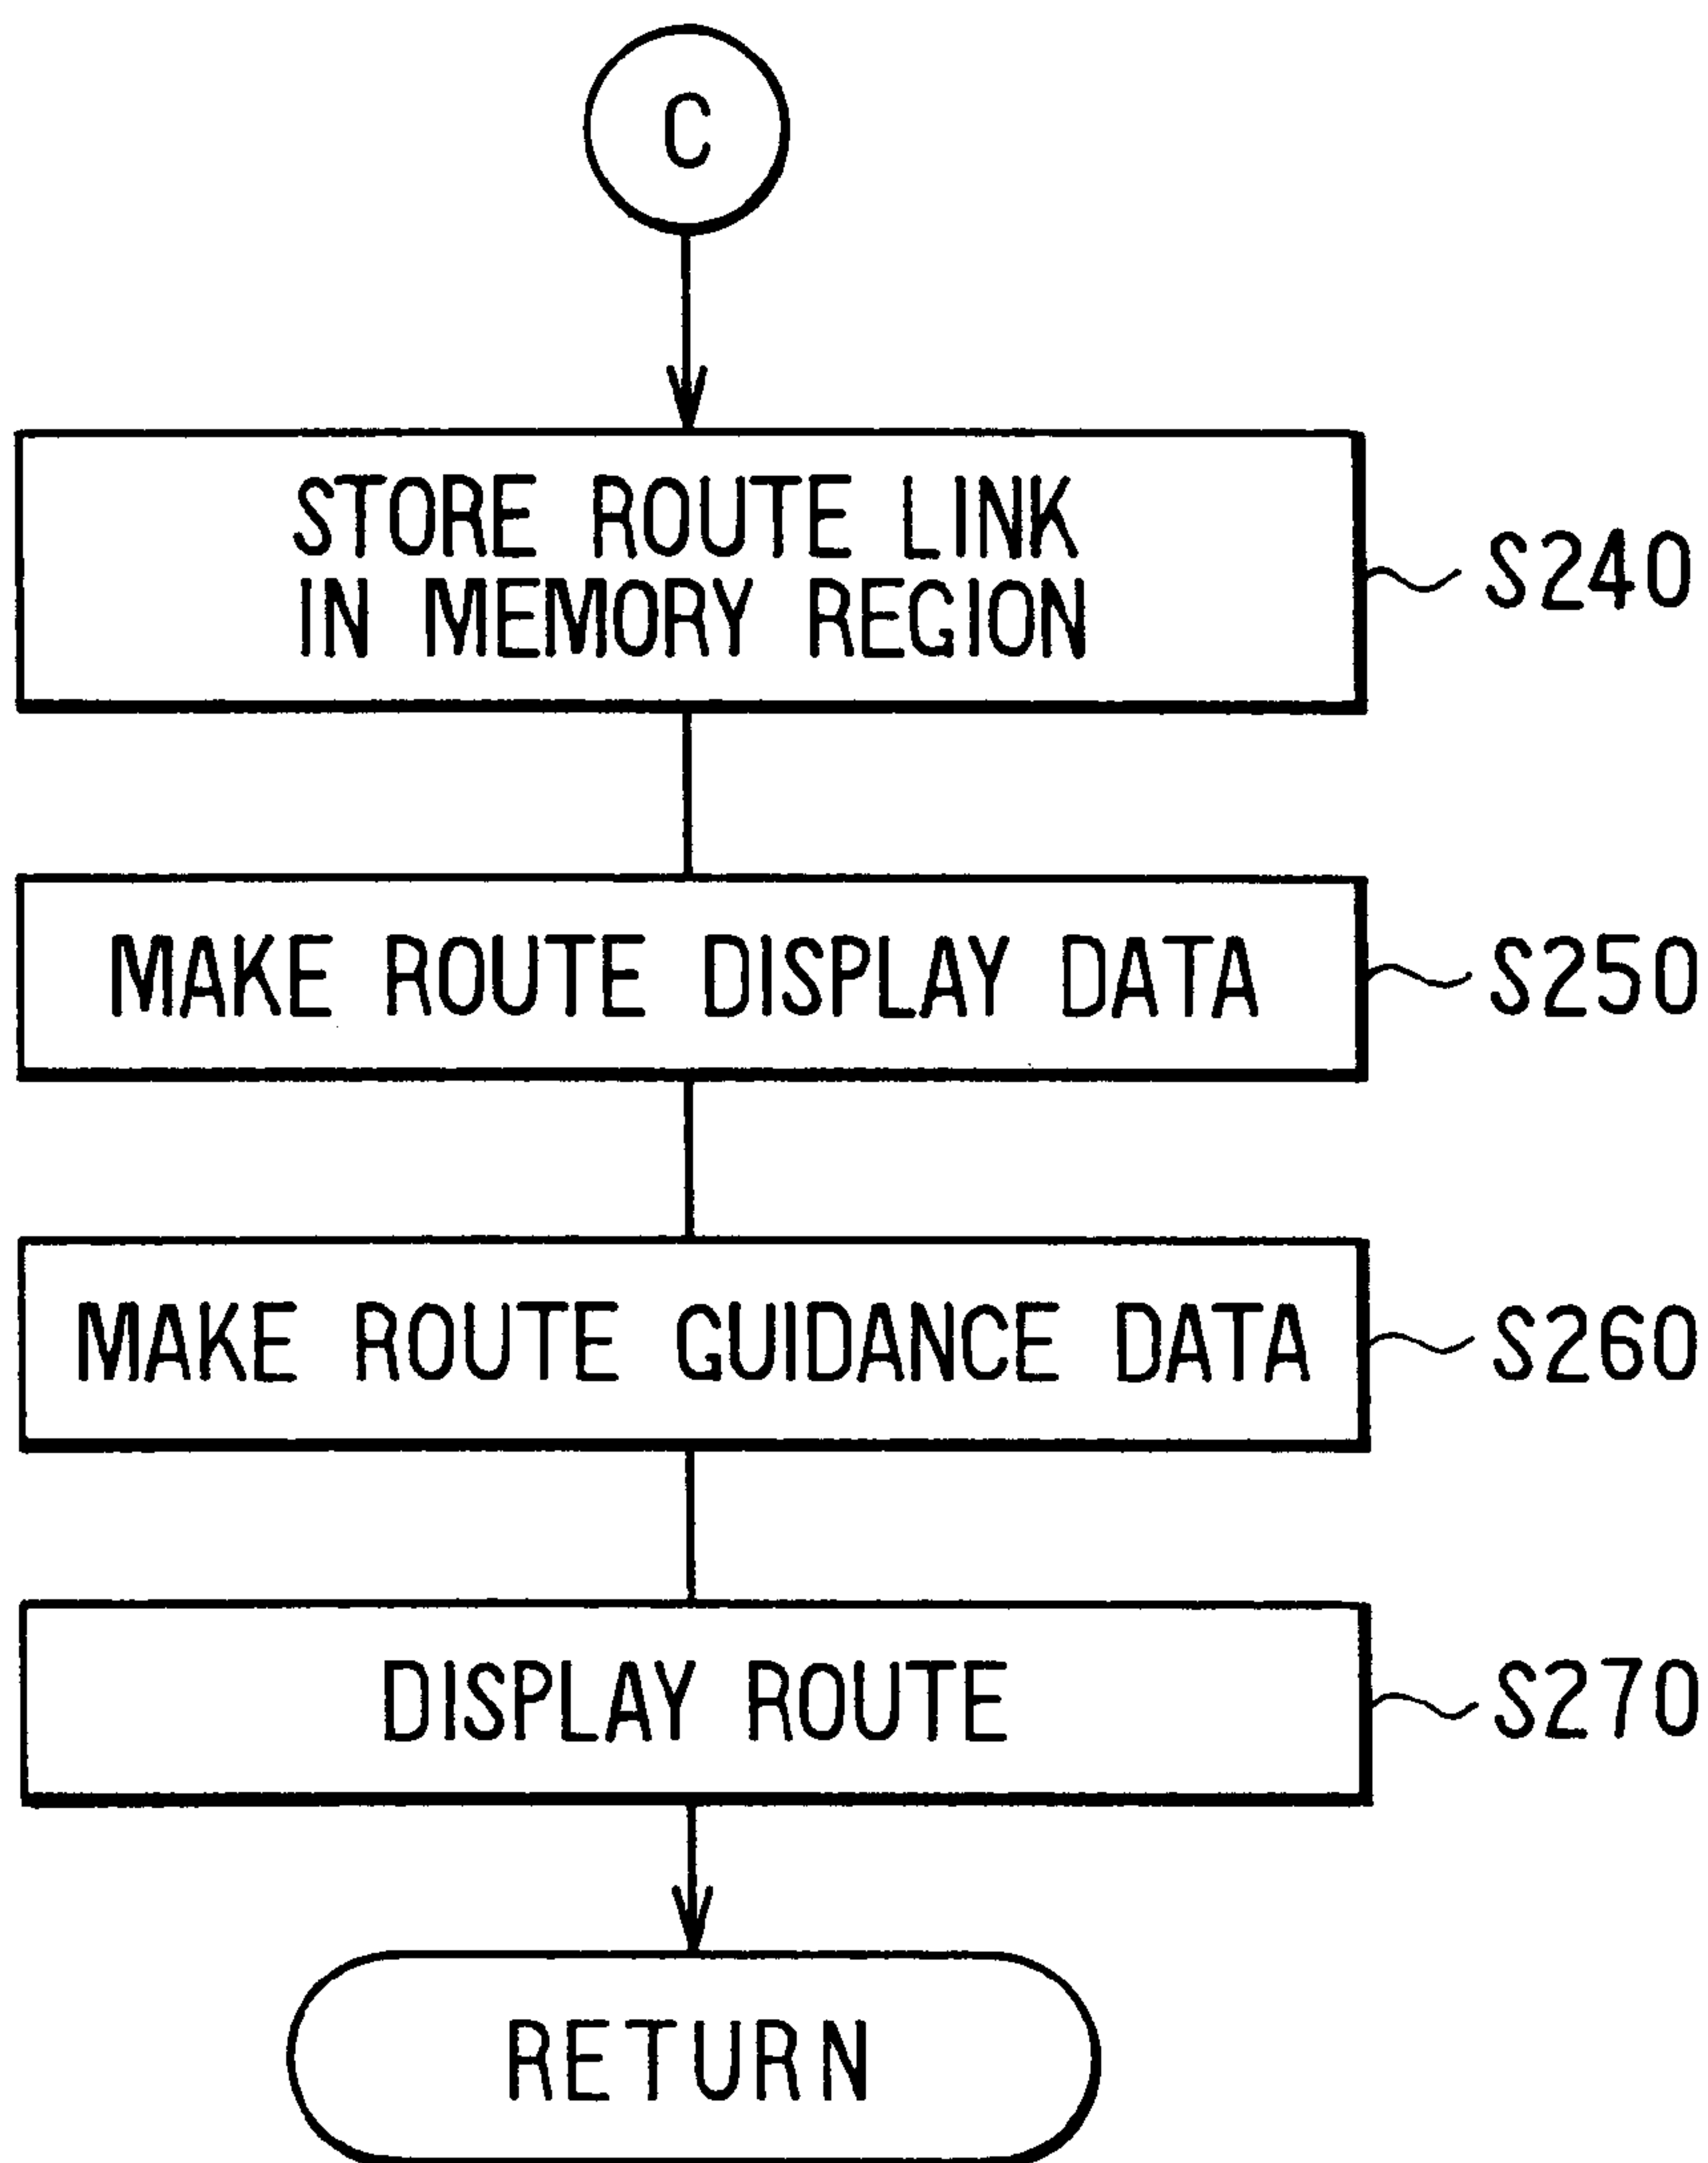 C
STORE ROUTE LINK
IN MEMORY REGION
S240
MAKE ROUTE DISPLAY DATA
S250
MAKE ROUTE GUIDANCE DATA
S260
DISPLAY ROUTE
S270
RETURN